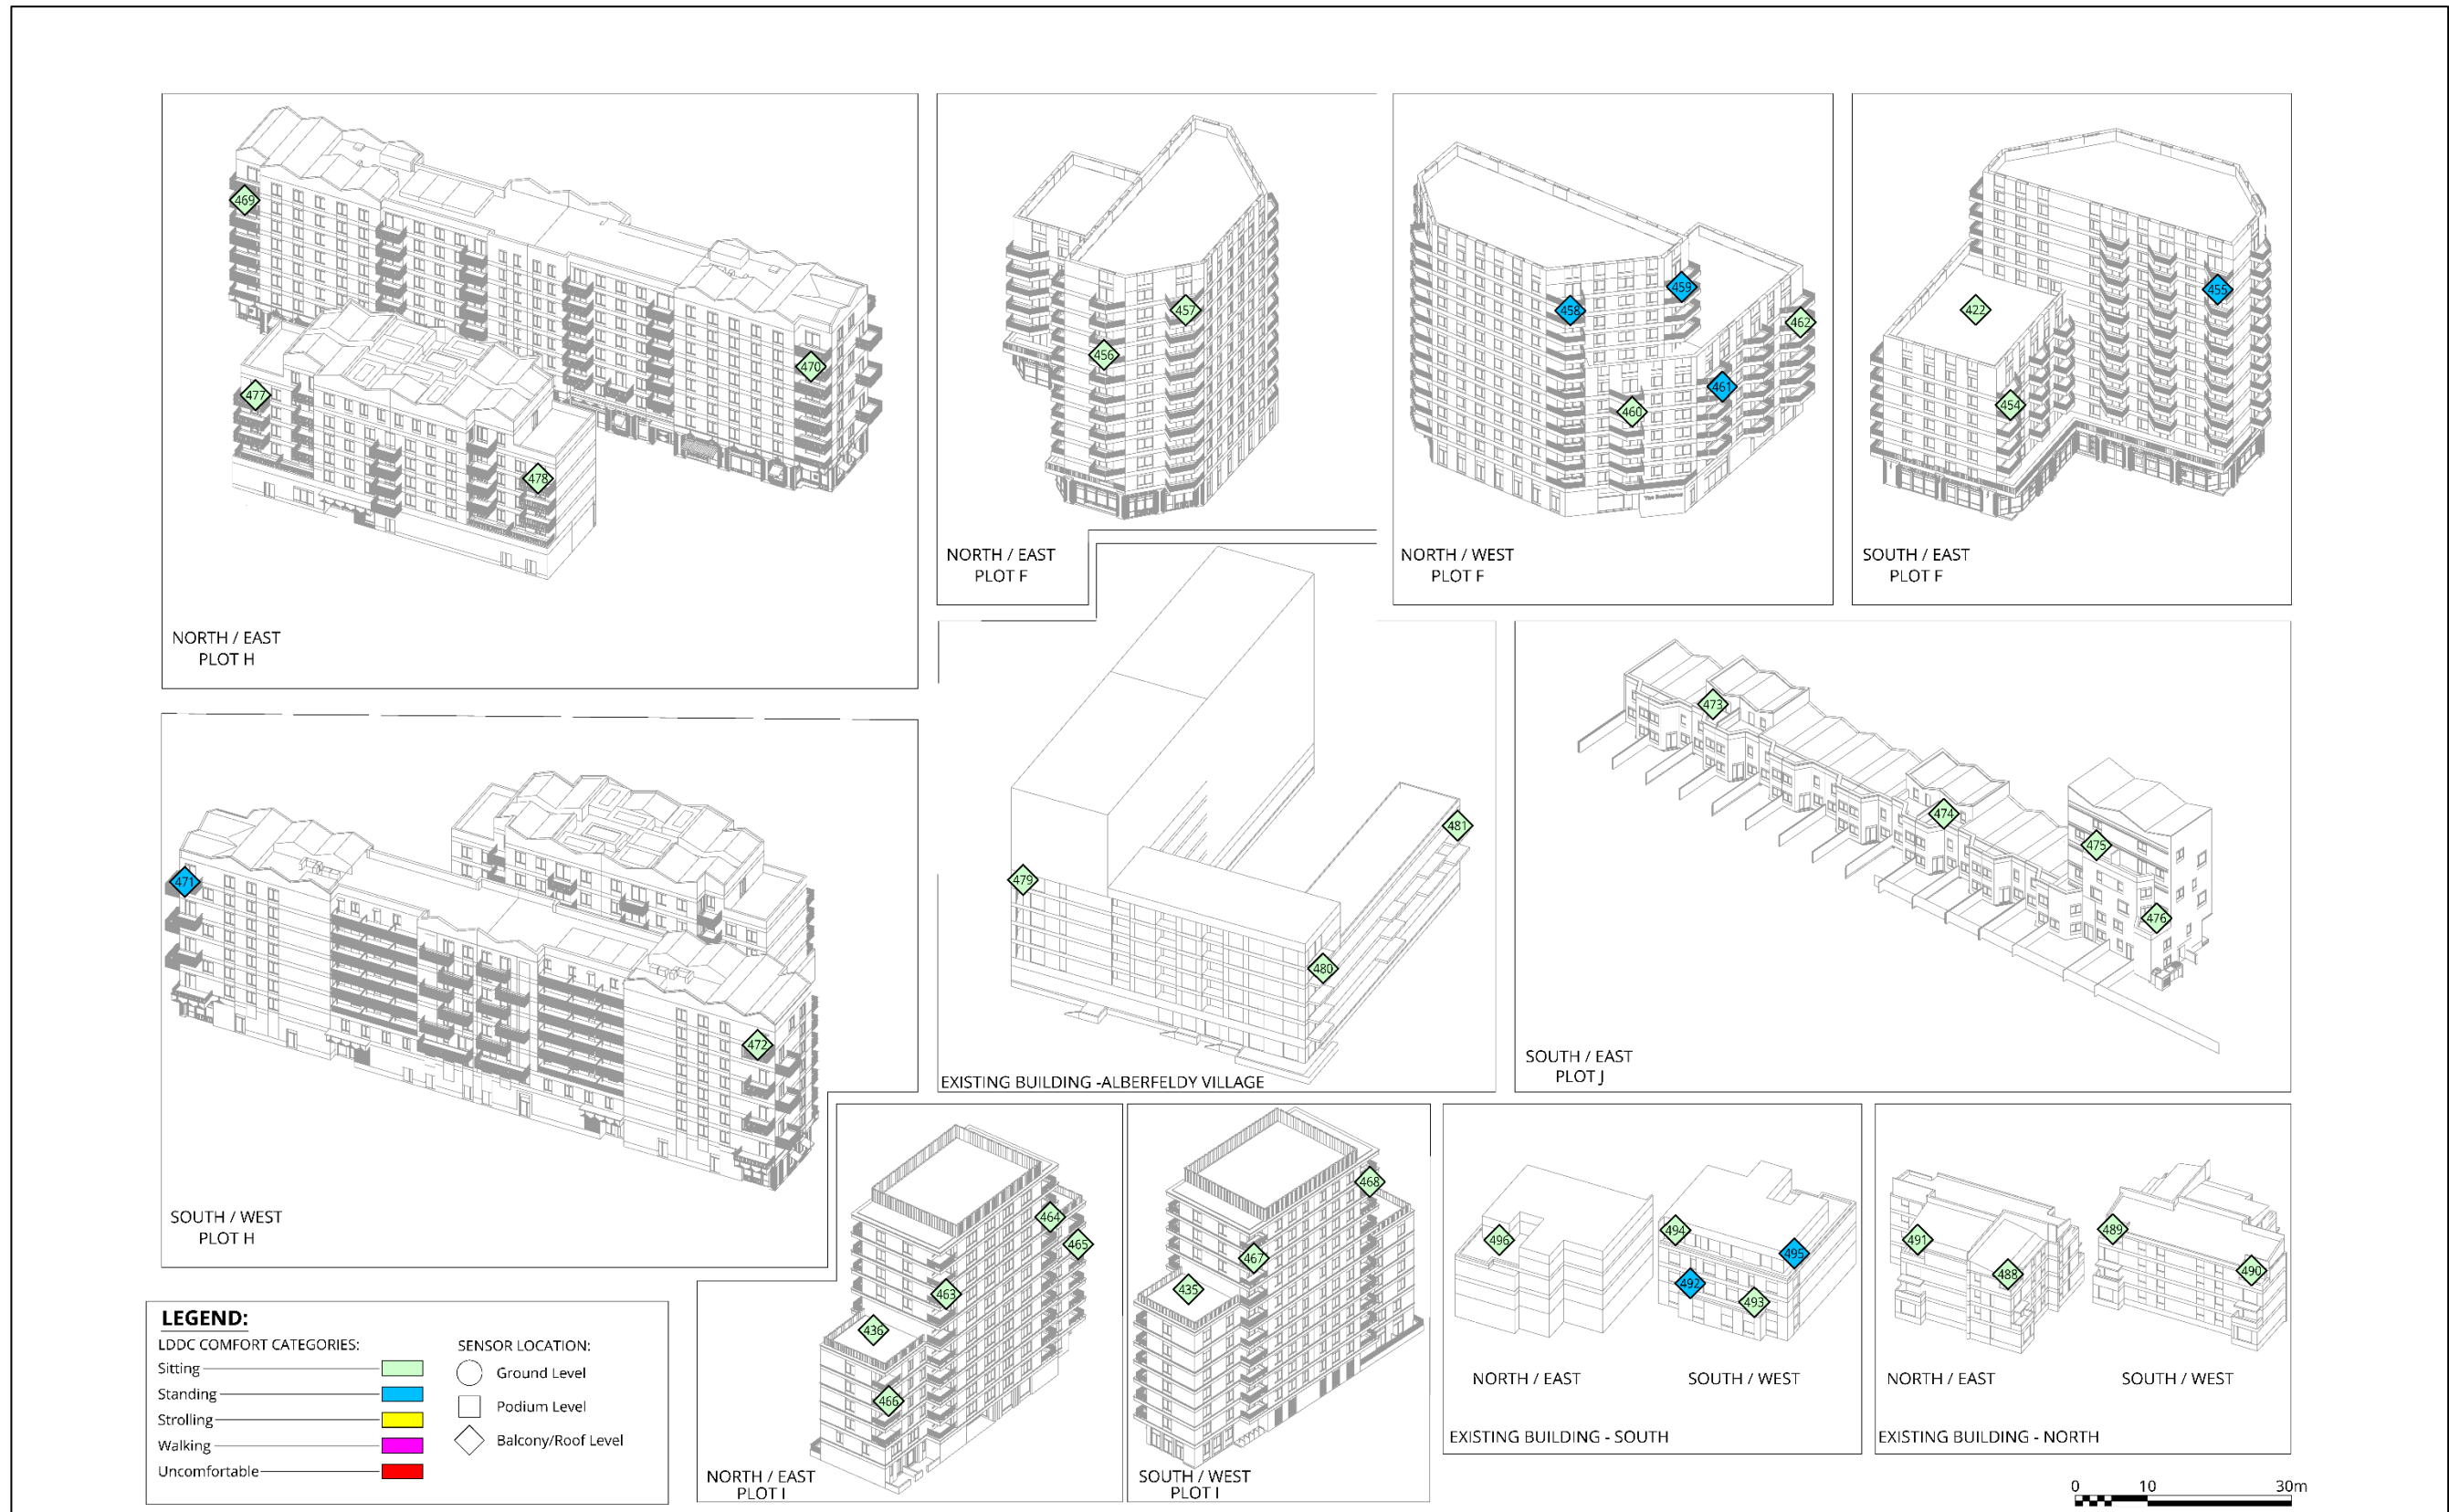 469
470
477
478
NORTH / EAST
PLOT H
457
456
NORTH / EAST
PLOT F
459
458
462
461
460
NORTH / WEST
PLOT F
455
422
454
SOUTH / EAST
PLOT F
471
472
SOUTH / WEST
PLOT H
481
479
480
EXISTING BUILDING -ALBERFELDY VILLAGE
473
474
475
476
SOUTH / EAST
PLOT J
464
465
463
436
466
NORTH / EAST
PLOT I
468
467
435
SOUTH / WEST
PLOT I
496
494
495
492
493
NORTH / EAST
SOUTH / WEST
EXISTING BUILDING - SOUTH
491
489
488
490
NORTH / EAST
SOUTH / WEST
EXISTING BUILDING - NORTH
LEGEND:
LDDC COMFORT CATEGORIES:
Sitting
Standing
Strolling
Walking
Uncomfortable
SENSOR LOCATION:
Ground Level
Podium Level
Balcony/Roof Level
0 10 30m